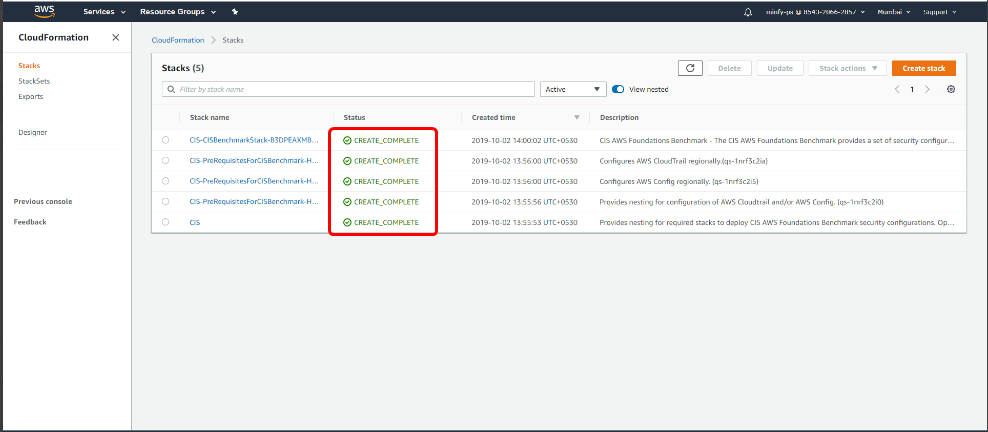 aws Services Resource Groups minfy-ps @ 8543-2066-2857 Mumbai Support
CloudFormation
CloudFormation > Stacks
Stacks
StackSets
Exports
Designer
Previous console
Feedback
Stacks (5)
Delete Update Stack actions Create stack
Filter by stack name Active View nested 1
Stack name Status Created time Description
CIS-CISBenchmarkStack-B3DPEAXMB... CREATE_COMPLETE 2019-10-02 14:00:02 UTC+0530 CIS AWS Foundations Benchmark - The CIS AWS Foundations Benchmark provides a set of security configur...
CIS-PreRequisitesForCISBenchmark-H... CREATE_COMPLETE 2019-10-02 13:56:00 UTC+0530 Configures AWS CloudTrail regionally.(qs-1nrf3c2ia)
CIS-PreRequisitesForCISBenchmark-H... CREATE_COMPLETE 2019-10-02 13:56:00 UTC+0530 Configures AWS Config regionally. (qs-1nrf3c2i5)
CIS-PreRequisitesForCISBenchmark-H... CREATE_COMPLETE 2019-10-02 13:55:56 UTC+0530 Provides nesting for configuration of AWS Cloudtrail and/or AWS Config. (qs-1nrf3c2i0)
CIS CREATE_COMPLETE 2019-10-02 13:55:53 UTC+0530 Provides nesting for required stacks to deploy CIS AWS Foundations Benchmark security configurations. Op...